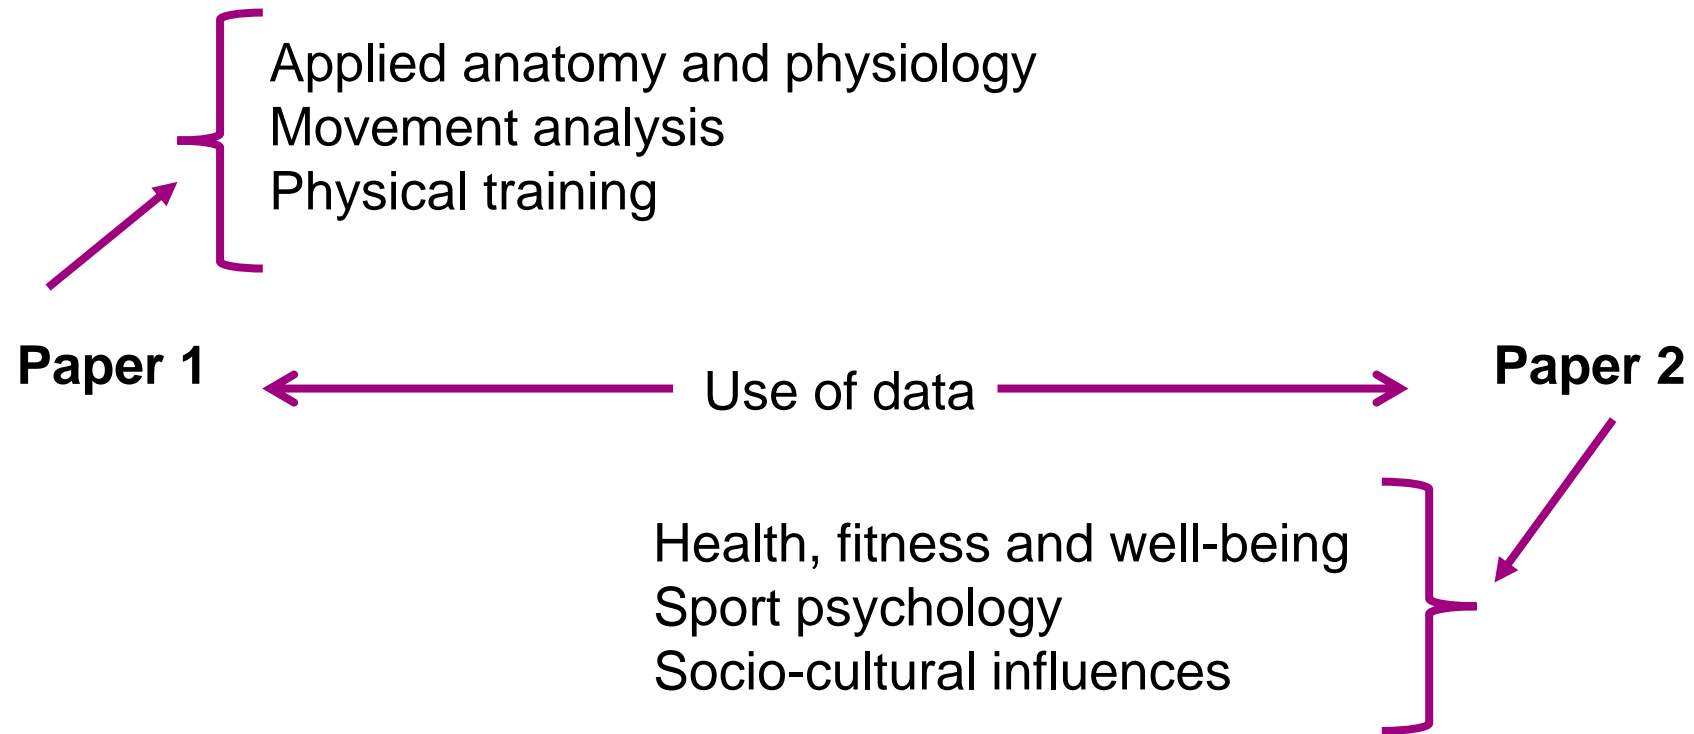 Applied anatomy and physiology
Movement analysis
Physical training
Paper 1
Use of data
Paper 2
Health, fitness and well-being
Sport psychology
Socio-cultural influences